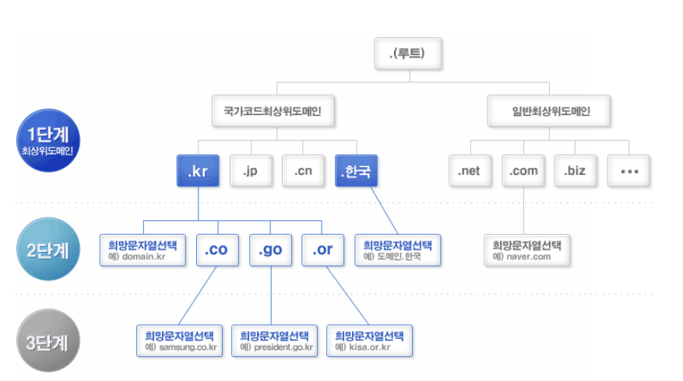 .(루트)
국가코드최상위도메인
일반최상위도메인
1단계
최상위도메인
.kr
.jp
.cn
.한국
.net
.com
.biz
...
2단계
희망문자열선택
예) domain.kr
.co
.go
.or
희망문자열선택
예) 도메인.한국
희망문자열선택
예) naver.com
3단계
희망문자열선택
예) samsung.co.kr
희망문자열선택
예) president.go.kr
희망문자열선택
예) kisa.or.kr